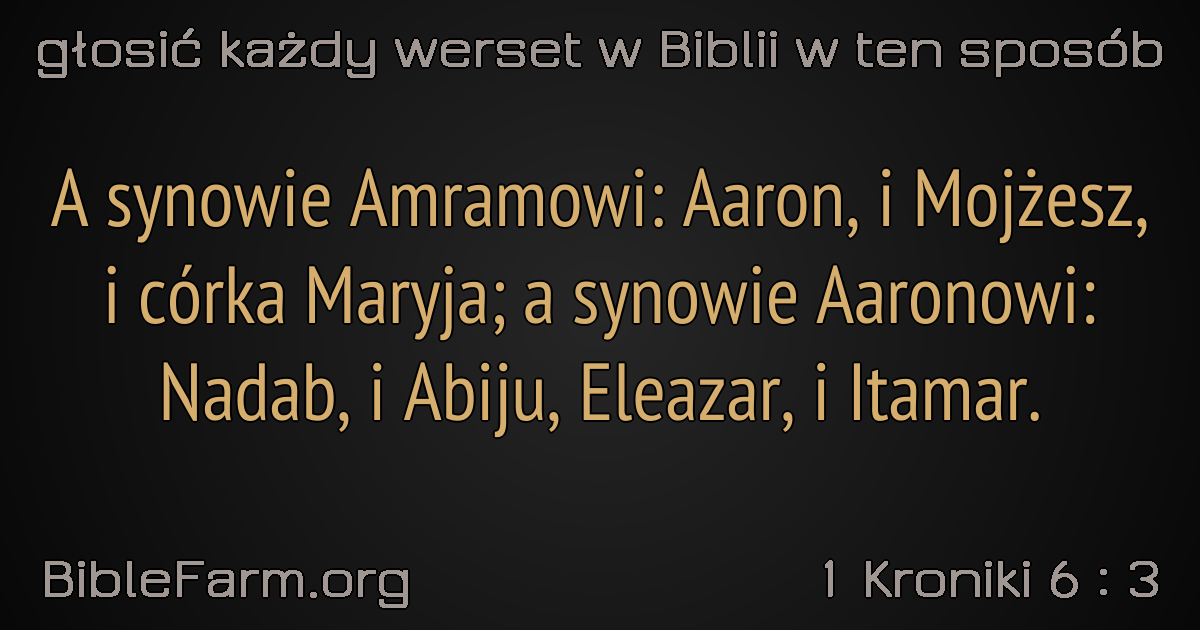 głosić każdy werset w Biblii w ten sposób
A synowie Amramowi: Aaron, i Mojżesz,
i córka Maryja; a synowie Aaronowi:
Nadab, i Abiju, Eleazar, i Itamar.
BibleFarm.org
1 Kroniki 6 : 3